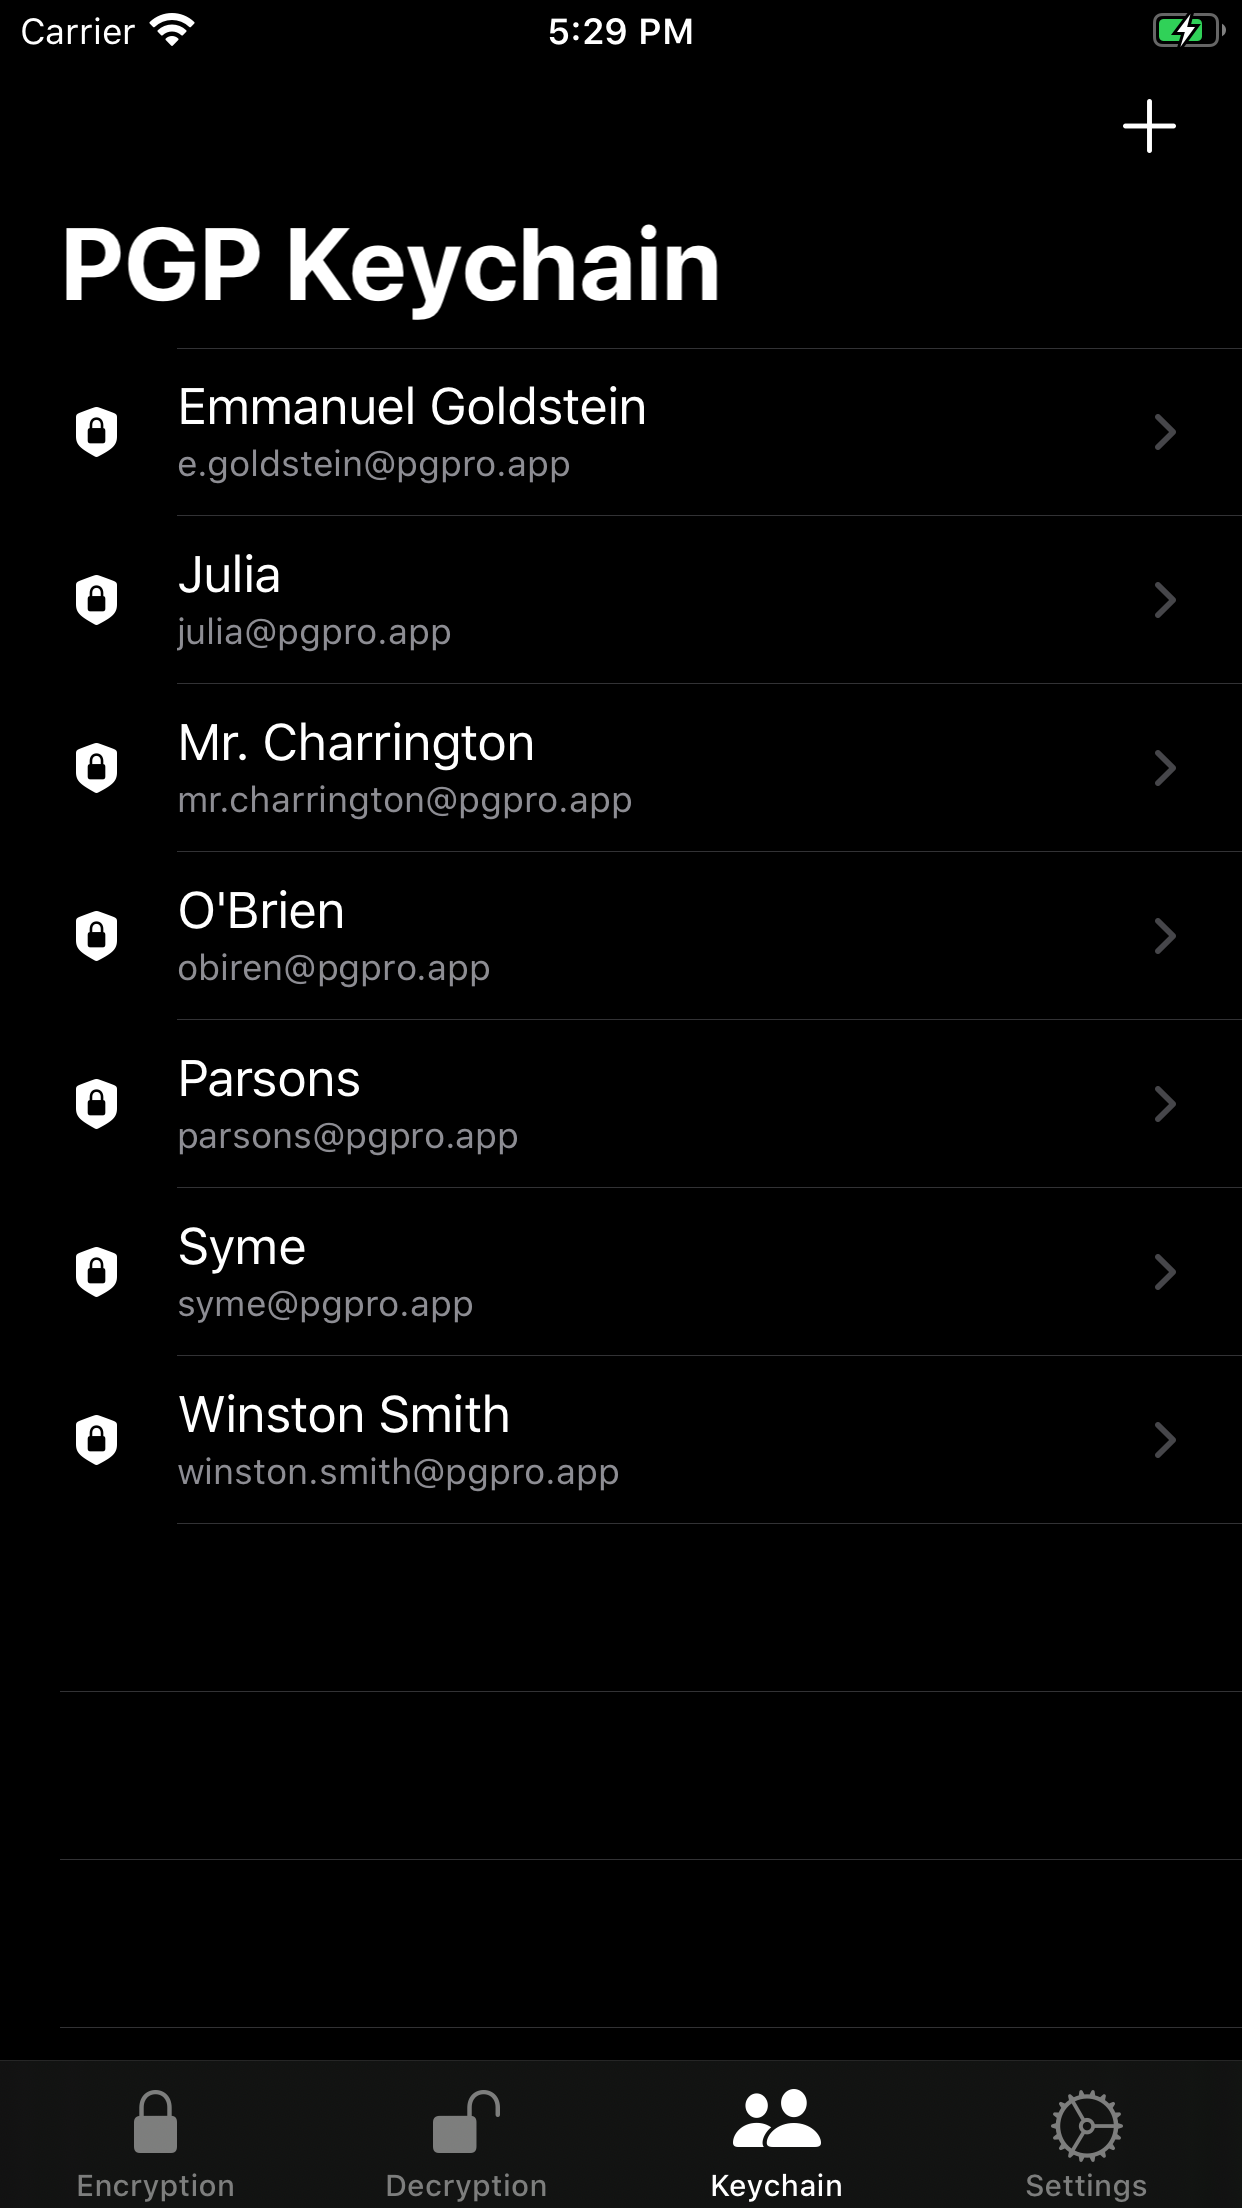 Carrier
5:29 PM
PGP Keychain
Emmanuel Goldstein
e.goldstein@pgpro.app
Julia
julia@pgpro.app
Mr. Charrington
mr.charrington@pgpro.app
O'Brien
obiren@pgpro.app
Parsons
parsons@pgpro.app
Syme
syme@pgpro.app
Winston Smith
winston.smith@pgpro.app
Encryption
Decryption
Keychain
Settings